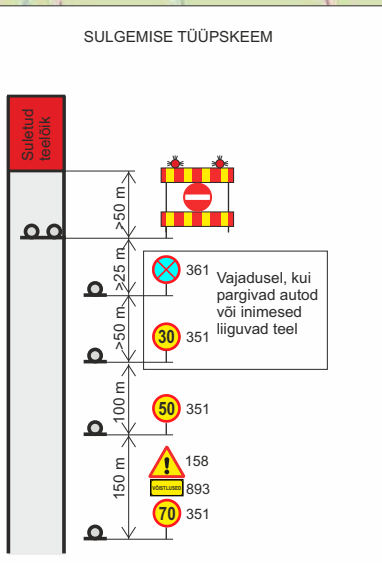 SULGEMISE TÜÜPSKEEM
Suletud
teelõik
>50 m
>25 m
361
Vajadusel, kui
pargivad autod
või inimesed
liiguvad teel
>50 m
30
351
100 m
50
351
150 m
158
VÕISTLUSED
893
70
351